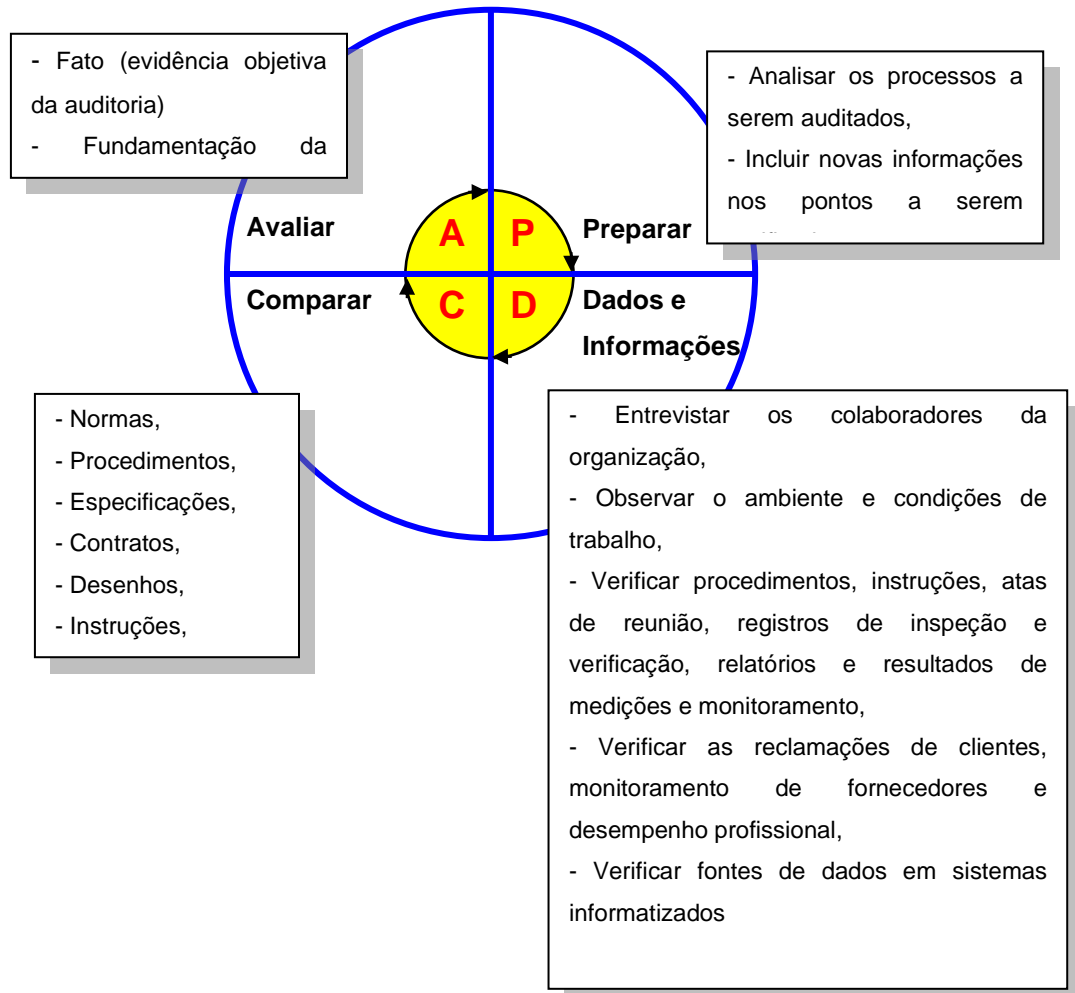 - Fato (evidência objetiva
da auditoria)
- Fundamentação da
- Analisar os processos a
serem auditados,
- Incluir novas informações
nos pontos a serem
Avaliar
A
P
Preparar
Comparar
C
D
Dados e
Informações
- Normas,
- Procedimentos,
- Especificações,
- Contratos,
- Desenhos,
- Instruções,
- Entrevistar os colaboradores da
organização,
- Observar o ambiente e condições de
trabalho,
- Verificar procedimentos, instruções, atas
de reunião, registros de inspeção e
verificação, relatórios e resultados de
medições e monitoramento,
- Verificar as reclamações de clientes,
monitoramento de fornecedores e
desempenho profissional,
- Verificar fontes de dados em sistemas
informatizados